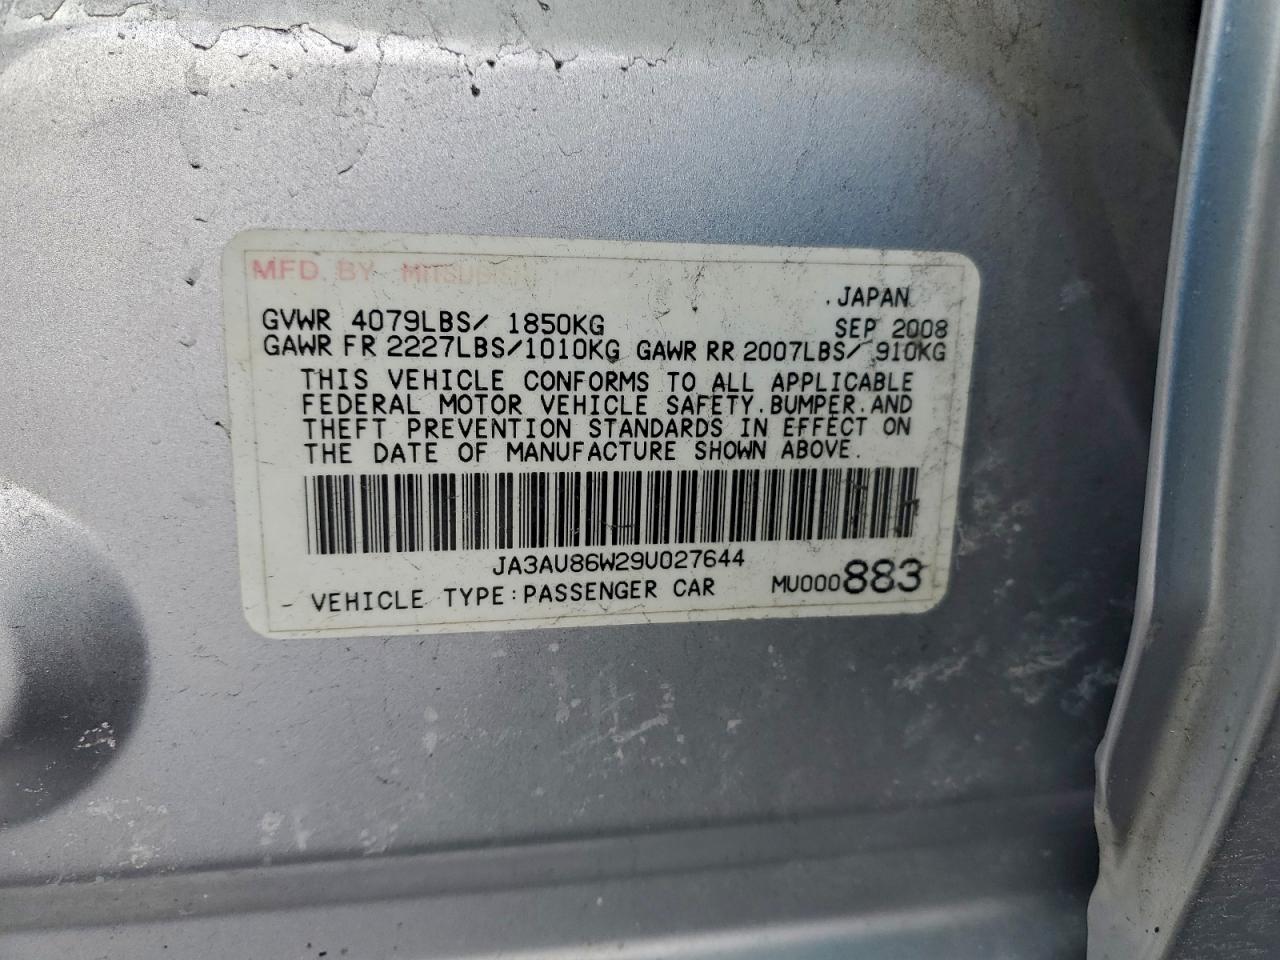 MFD. BY MITSUBISHI
JAPAN
GVWR 4079LBS/ 1850KG SEP 2008
GAWR FR 2227LBS/1010KG GAWR RR 2007LBS/ 910KG
THIS VEHICLE CONFORMS TO ALL APPLICABLE
FEDERAL MOTOR VEHICLE SAFETY.BUMPER.AND
THEFT PREVENTION STANDARDS IN EFFECT ON
THE DATE OF MANUFACTURE SHOWN ABOVE.
JA3AU86W29U027644
VEHICLE TYPE:PASSENGER CAR MU000883